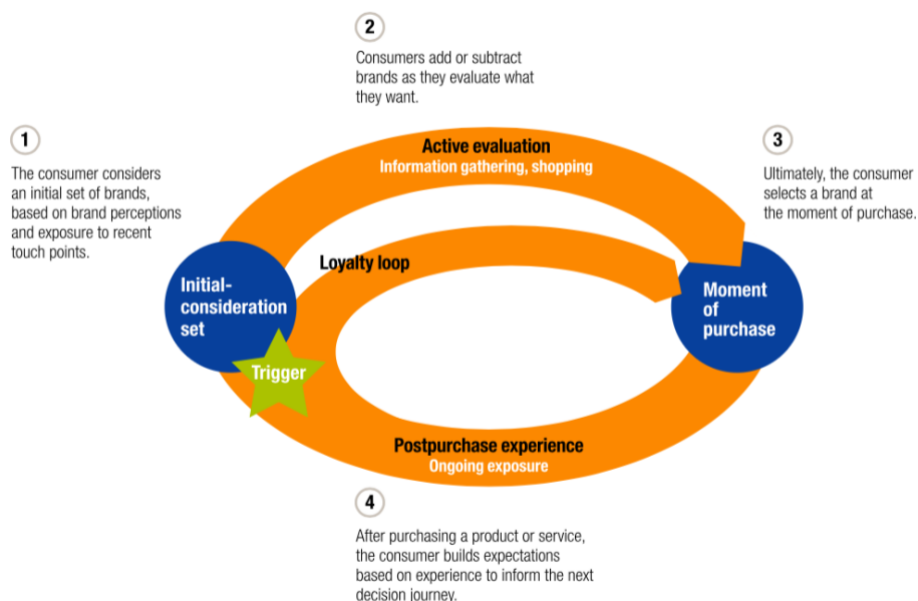 1
The consumer considers
an initial set of brands,
based on brand perceptions
and exposure to recent
touch points.
2
Consumers add or subtract
brands as they evaluate what
they want.
3
Ultimately, the consumer
selects a brand at
the moment of purchase.
Active evaluation
Information gathering, shopping
Loyalty loop
Initial-
consideration
set
Trigger
Moment
of
purchase
Postpurchase experience
Ongoing exposure
4
After purchasing a product or service,
the consumer builds expectations
based on experience to inform the next
decision journey.